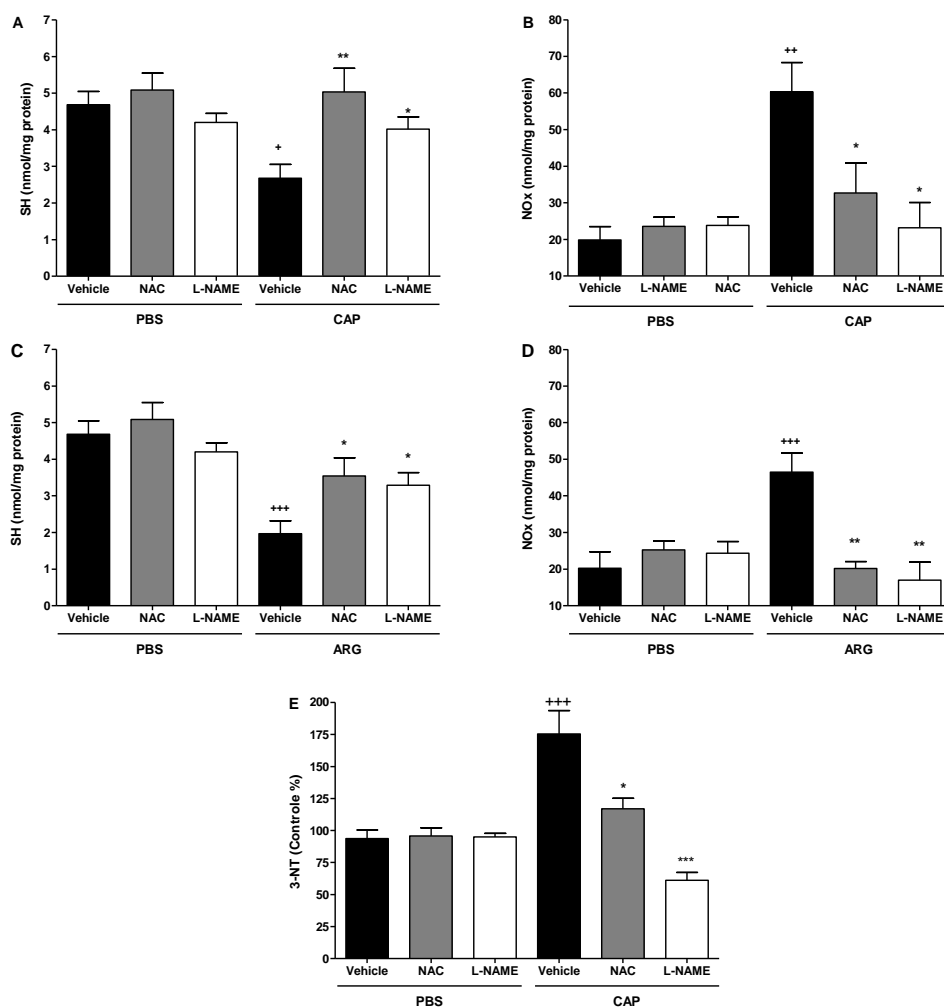 A
SH (nmol/mg protein)
7
6
5
4
3
2
1
0
+
**
*
Vehicle NAC L-NAME Vehicle NAC L-NAME
PBS CAP
B
NOx (nmol/mg protein)
80
70
60
50
40
30
20
10
++
*
*
Vehicle L-NAME NAC Vehicle NAC L-NAME
PBS CAP
C
SH (nmol/mg protein)
7
6
5
4
3
2
1
0
+++
*
*
Vehicle NAC L-NAME Vehicle NAC L-NAME
PBS ARG
D
NOx (nmol/mg protein)
80
70
60
50
40
30
20
10
+++
**
**
Vehicle NAC L-NAME Vehicle NAC L-NAME
PBS ARG
E
3-NT (Controle %)
200
175
150
125
100
75
50
25
0
+++
*
***
Vehicle NAC L-NAME Vehicle NAC L-NAME
PBS CAP